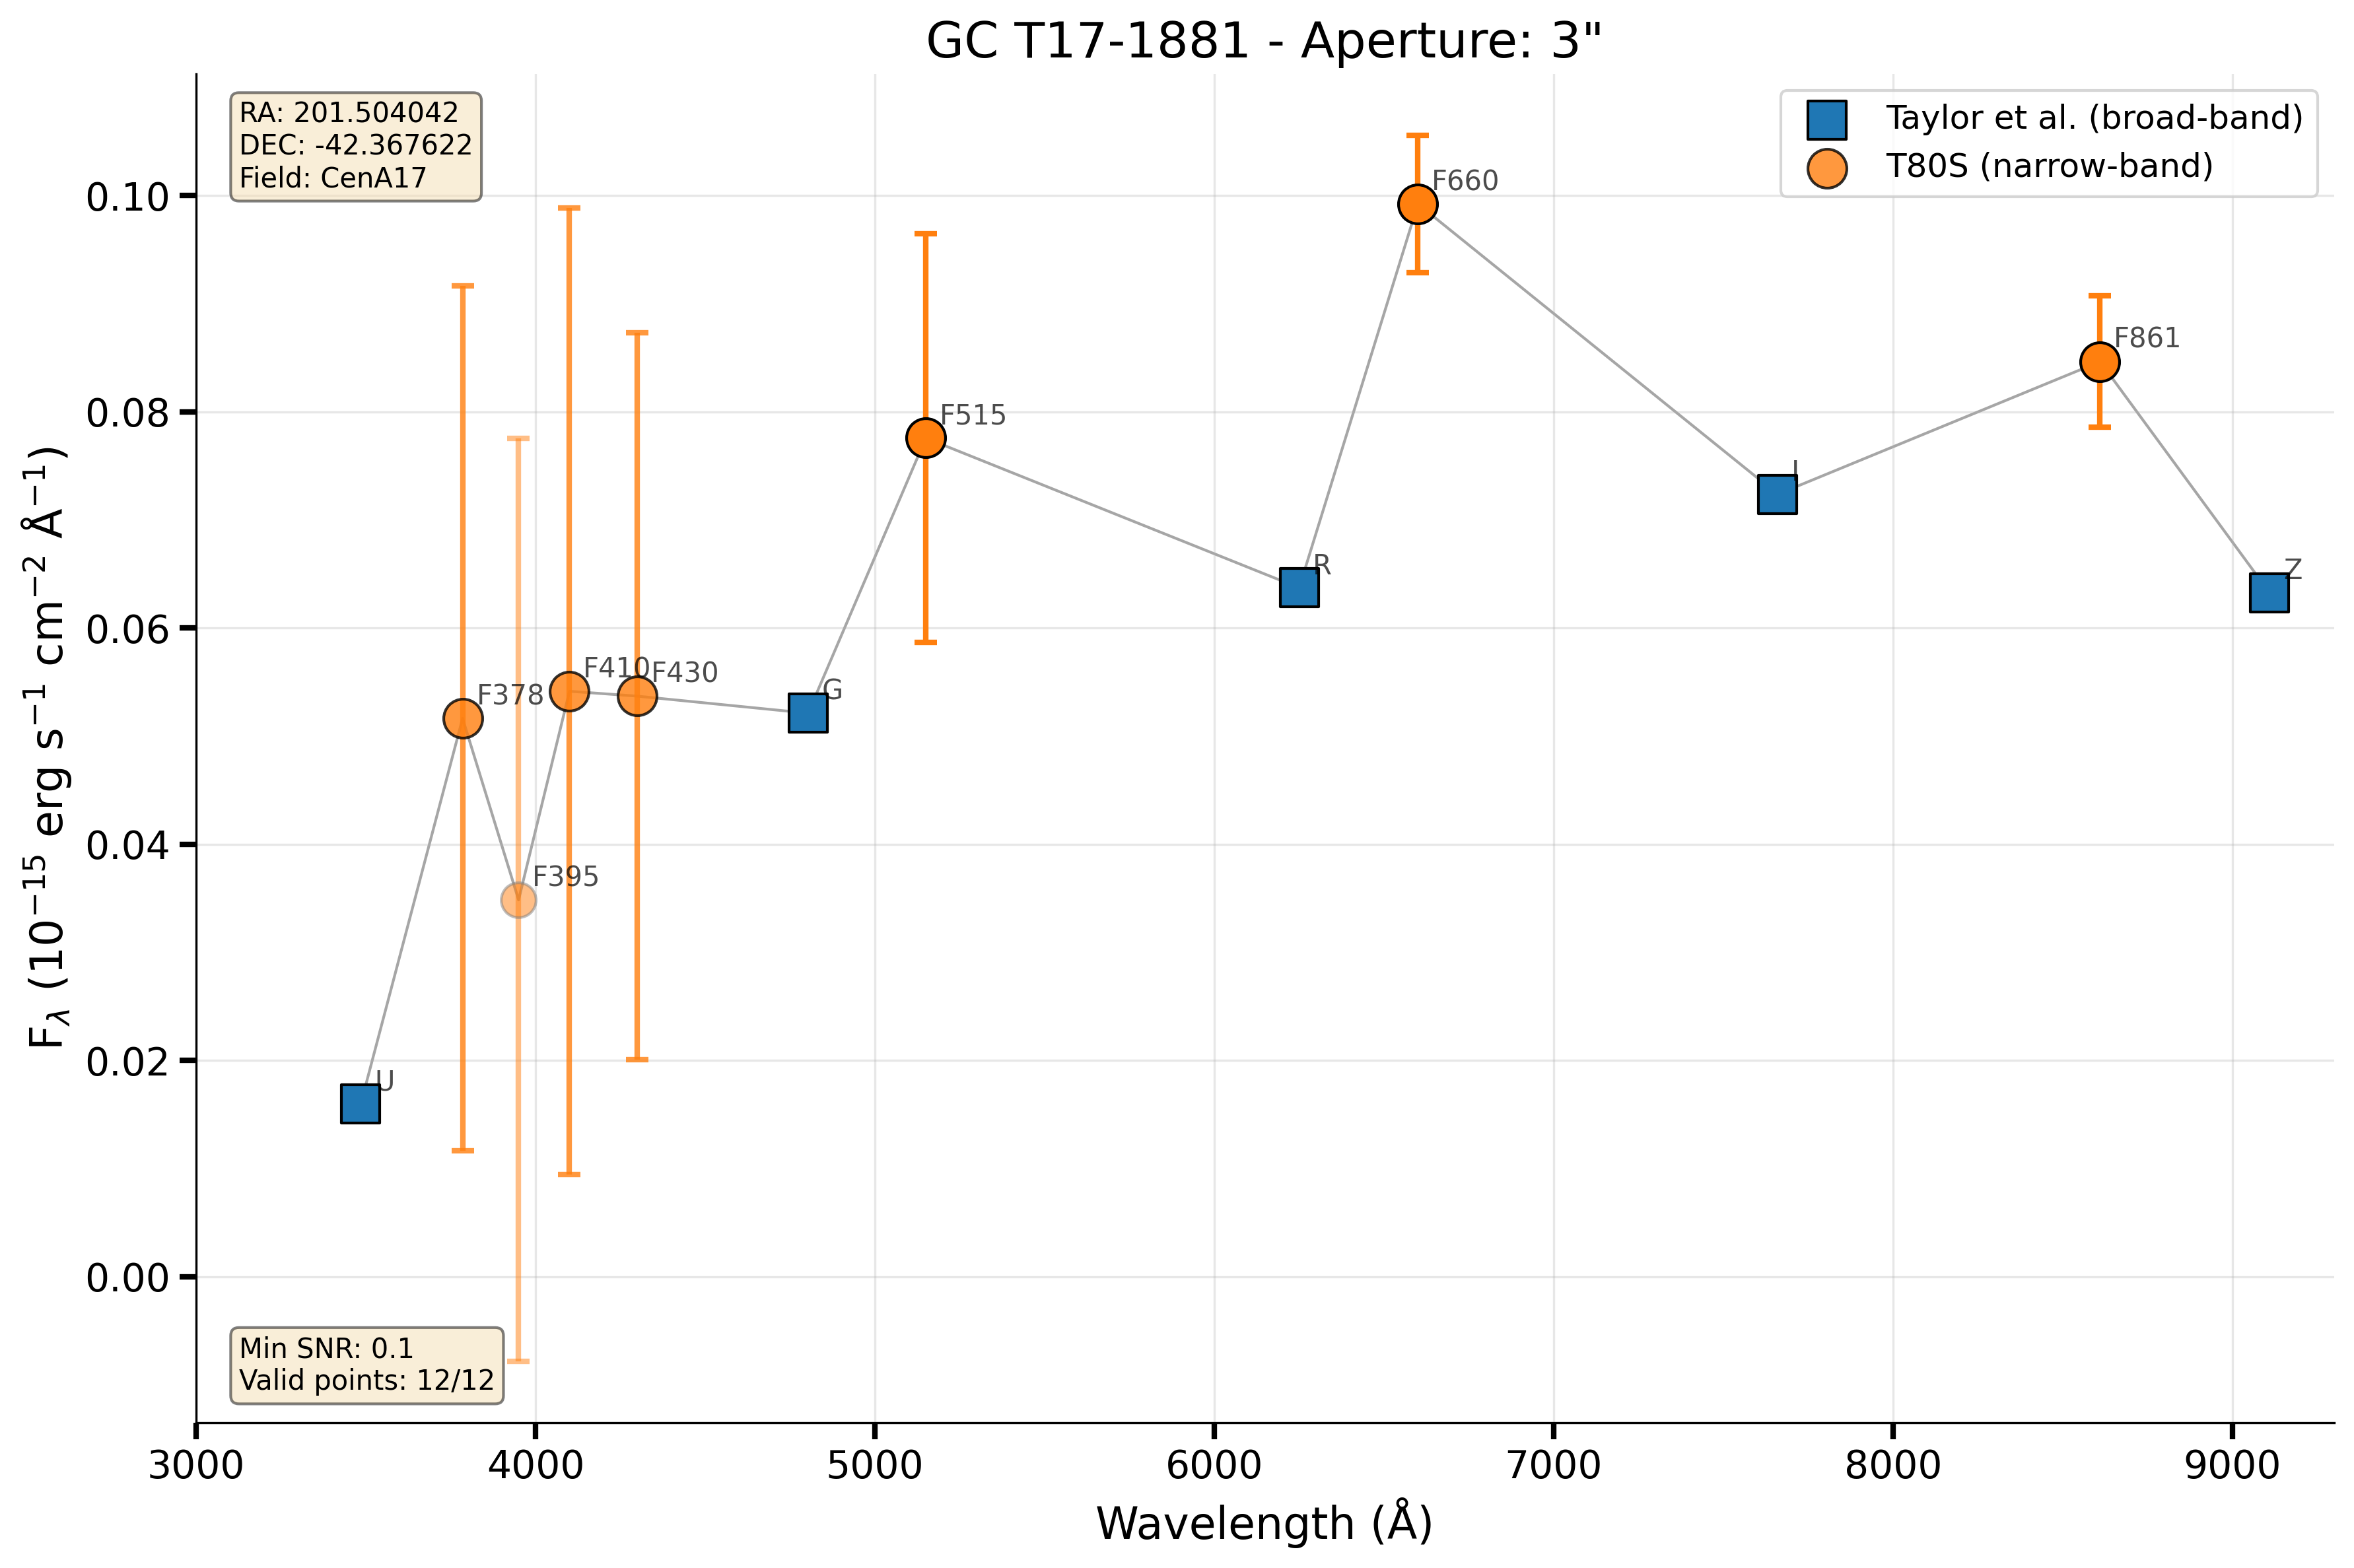 GC T17-1881 - Aperture: 3"
RA: 201.504042
DEC: -42.367622
Field: CenA17
Taylor et al. (broad-band)
T80S (narrow-band)
F660
F861
F515
I
R
Z
F410
F430
F378
G
F395
U
Min SNR: 0.1
Valid points: 12/12
0.10
0.08
0.06
0.04
0.02
0.00
F$_{λ}$ (10$^{−15}$ erg s$^{−1}$ cm$^{−2}$ Å$^{−1}$)
3000 4000 5000 6000 7000 8000 9000
Wavelength (Å)